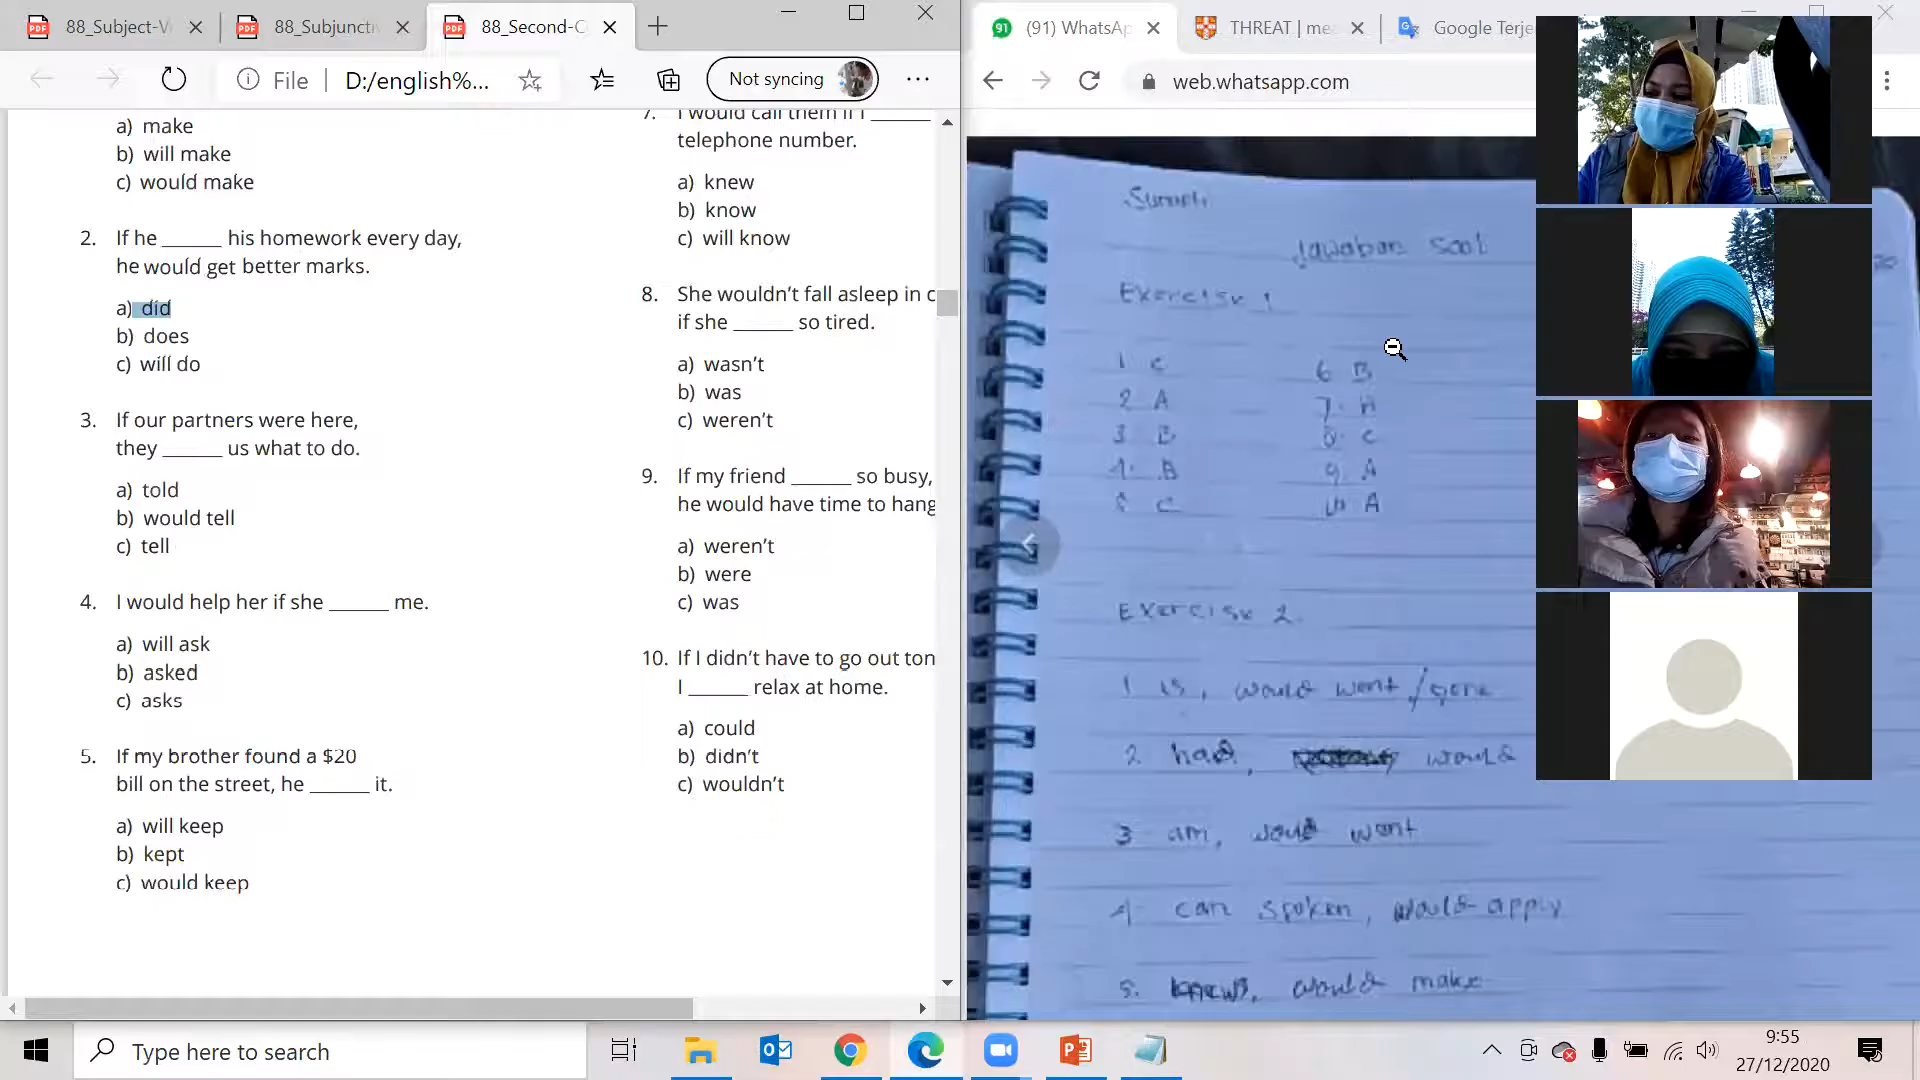 88_Subject-V
88_Subjunctiv
88_Second-C
File
D:/english%...
Not syncing
a) make
b) will make
c) would make
2. If he ______ his homework every day,
he would get better marks.
a) did
b) does
c) will do
3. If our partners were here,
they ______ us what to do.
a) told
b) would tell
c) tell
4. I would help her if she ______ me.
a) will ask
b) asked
c) asks
5. If my brother found a $20
bill on the street, he ______ it.
a) will keep
b) kept
c) would keep
7. I would call them if I ______
telephone number.
a) knew
b) know
c) will know
8. She wouldn't fall asleep in c
if she ______ so tired.
a) wasn't
b) was
c) weren't
9. If my friend ______ so busy,
he would have time to hang
a) weren't
b) were
c) was
10. If I didn't have to go out ton
I ______ relax at home.
a) could
b) didn't
c) wouldn't
91
(91) WhatsAp
THREAT | mea
Google Terje
web.whatsapp.com
Jawaban soal
Exercise 1
1 C
2 A
3 B
4. B
5 C
6 B
7. A
8. C
9. A
10 A
Exercise 2.
1 is, would went/gone
2 had, would
3 am, would want
4. can spoken, would apply
5. would make
Type here to search
9:55
27/12/2020